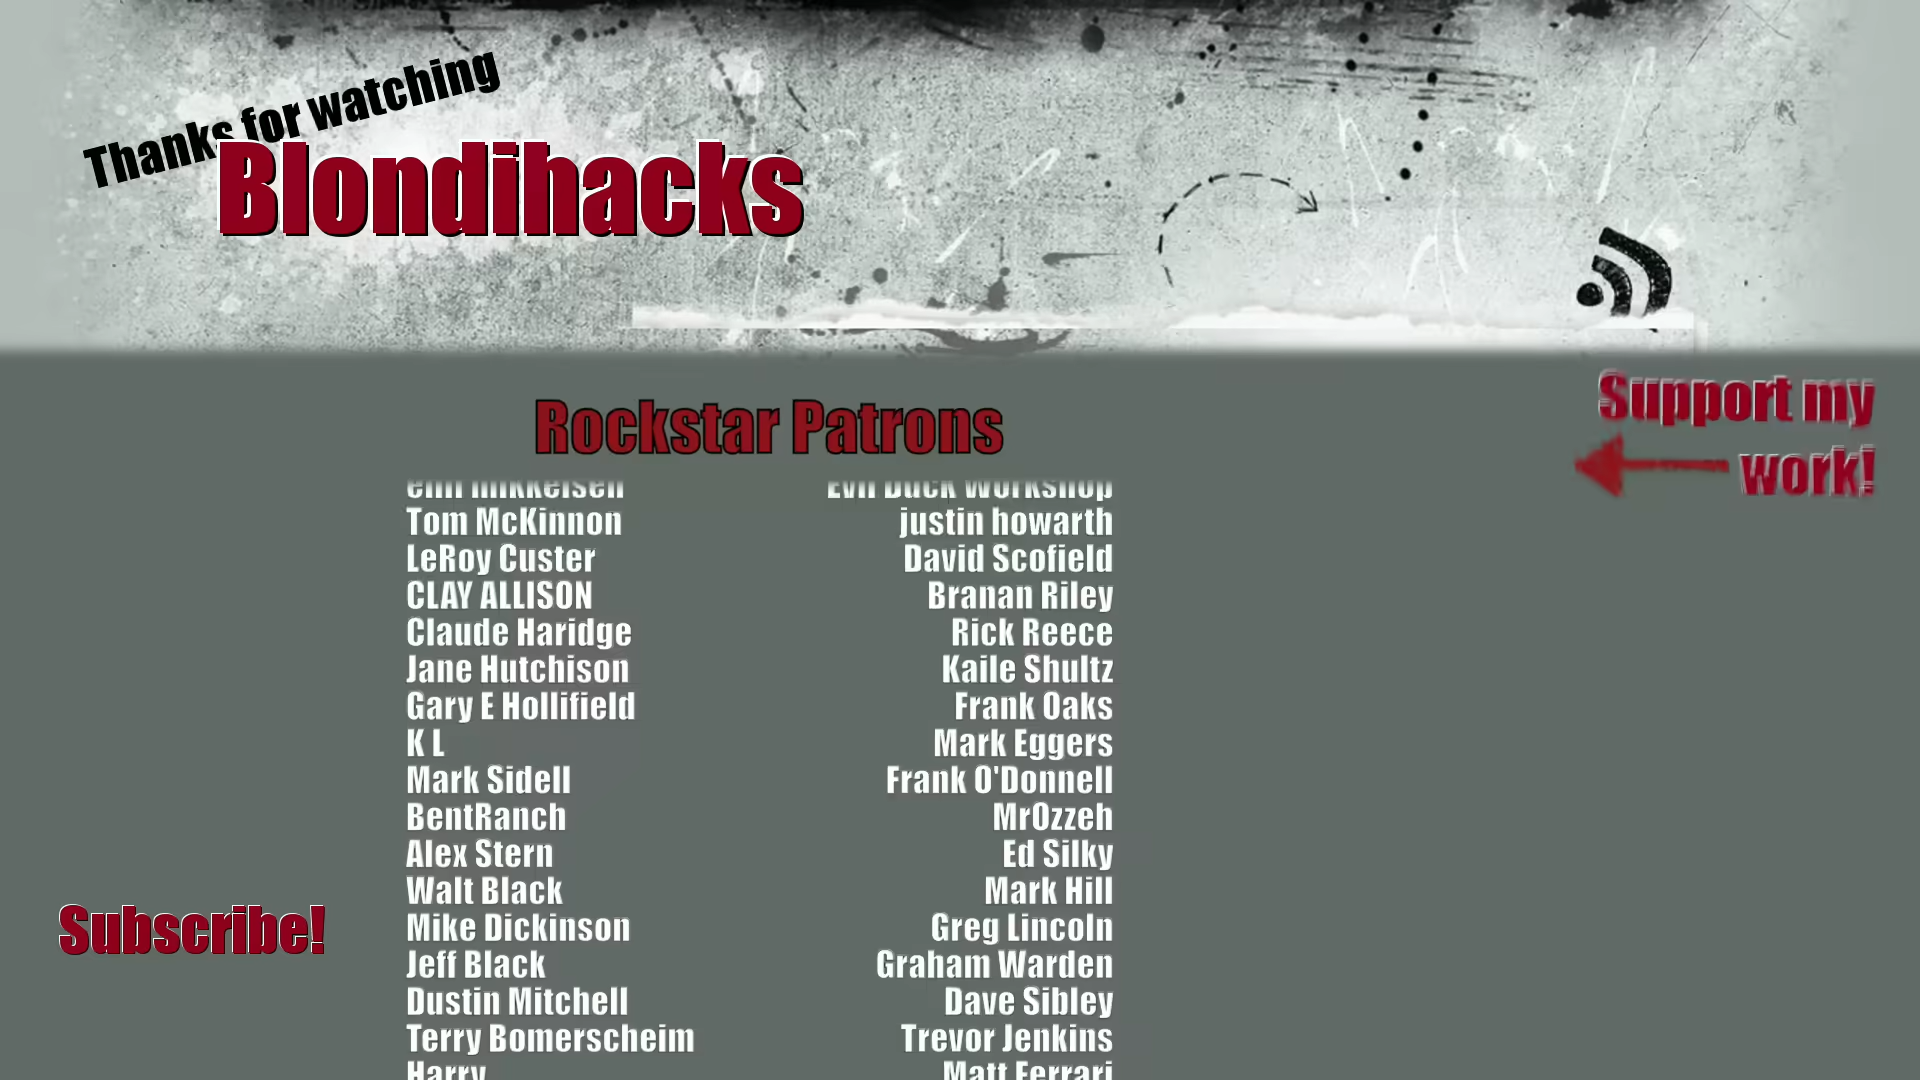 Thanks for watching
Blondihacks
Support my
work!
Rockstar Patrons
Evil Duck Workshop
Tom McKinnon
justin howarth
LeRoy Custer
David Scofield
CLAY ALLISON
Branan Riley
Claude Haridge
Rick Reece
Jane Hutchison
Kaile Shultz
Gary E Hollifield
Frank Oaks
K L
Mark Eggers
Mark Sidell
Frank O'Donnell
BentRanch
MrOzzeh
Alex Stern
Ed Silky
Walt Black
Mark Hill
Mike Dickinson
Greg Lincoln
Jeff Black
Graham Warden
Dustin Mitchell
Dave Sibley
Terry Bomerscheim
Trevor Jenkins
Harry
Matt Ferrari
Subscribe!